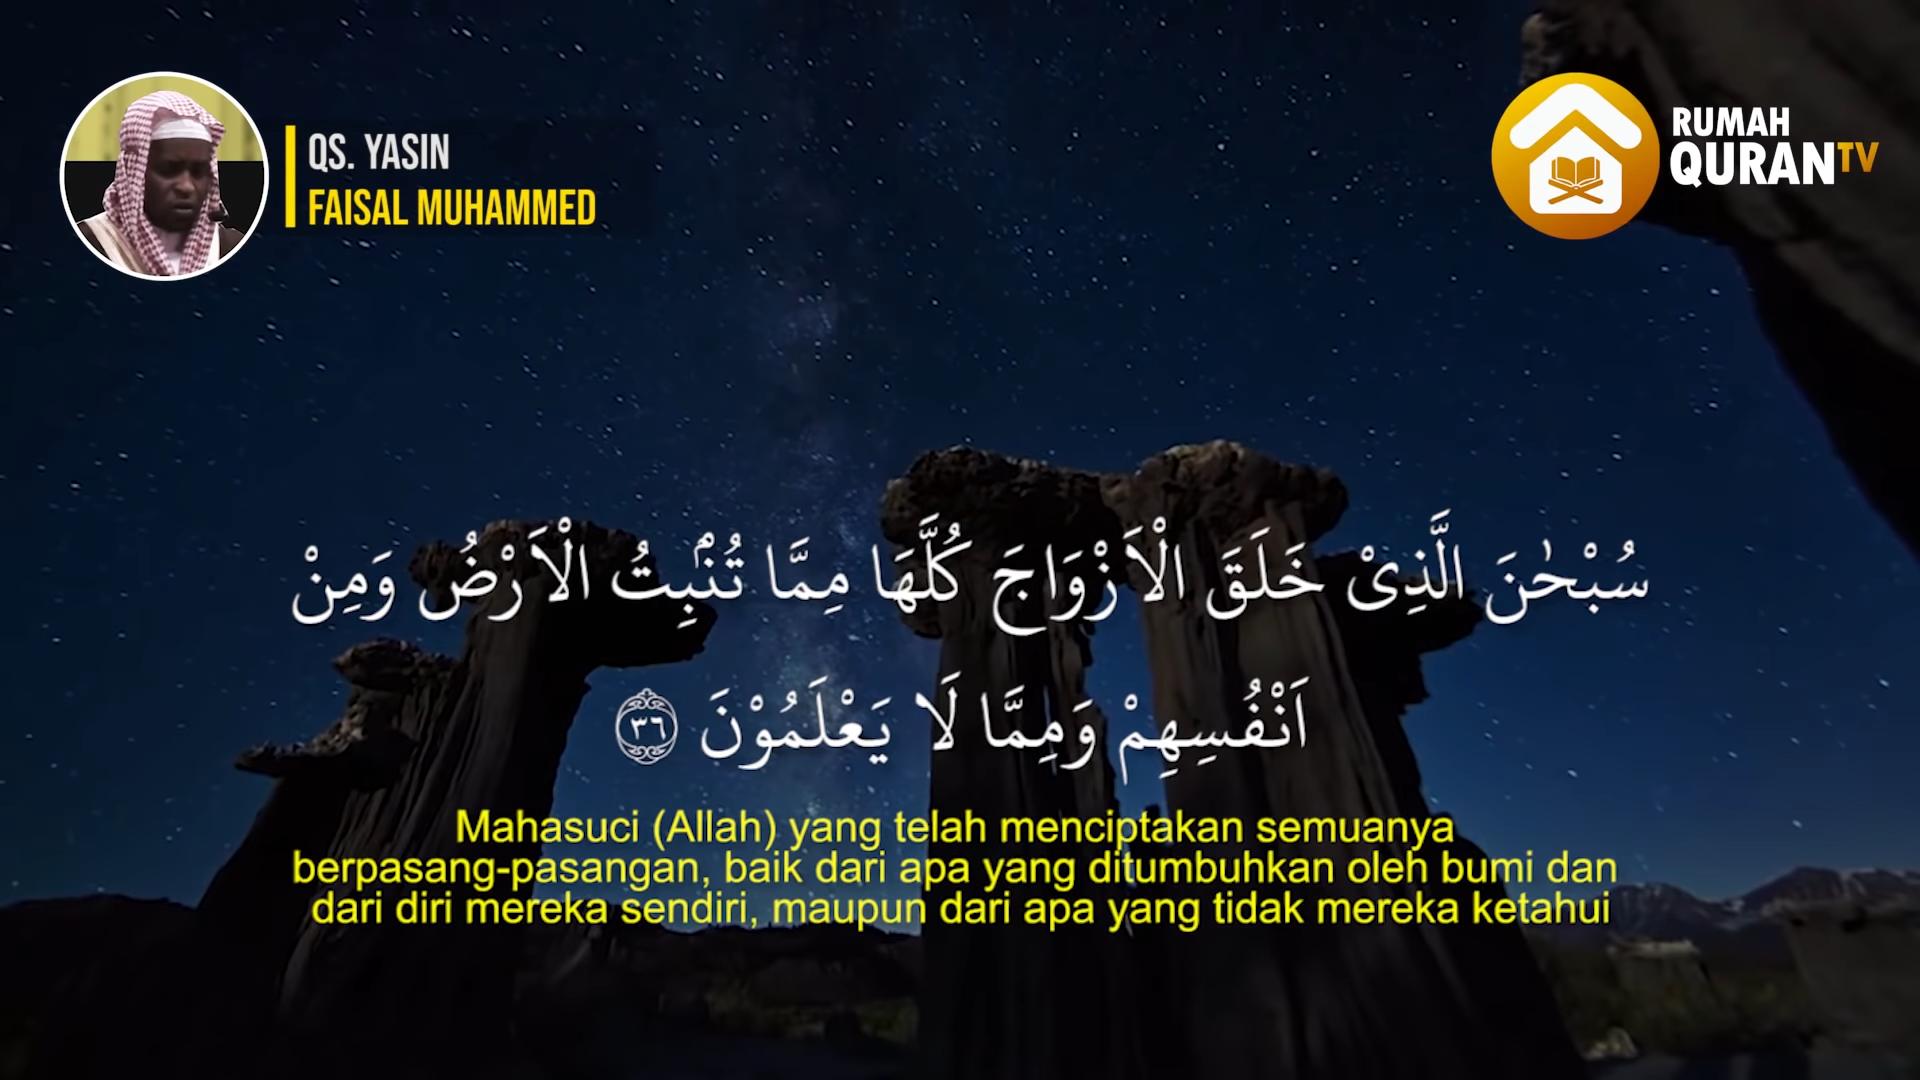 QS. YASIN
FAISAL MUHAMMED
RUMAH
QURANTV
سُبْحٰنَ الَّذِيْ خَلَقَ الْاَزْوَاجَ كُلَّهَا مِمَّا تُنْۢبِتُ الْاَرْضُ وَمِنْ
اَنْفُسِهِمْ وَمِمَّا لَا يَعْلَمُوْنَ ٣٦
Mahasuci (Allah) yang telah menciptakan semuanya
berpasang-pasangan, baik dari apa yang ditumbuhkan oleh bumi dan
dari diri mereka sendiri, maupun dari apa yang tidak mereka ketahui